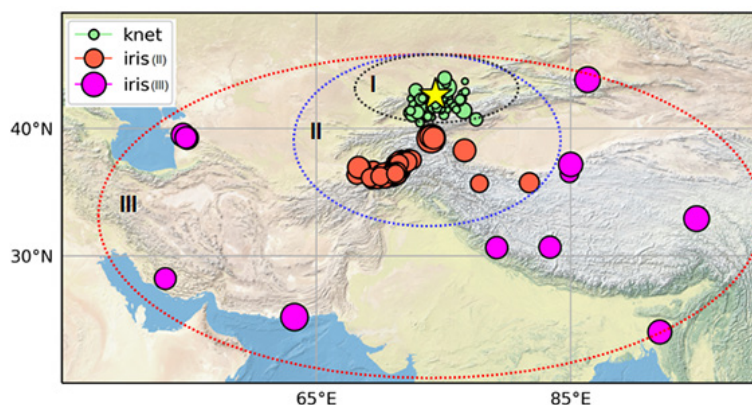 knet
iris(II)
iris(III)
I
II
III
40°N
30°N
65°E
85°E